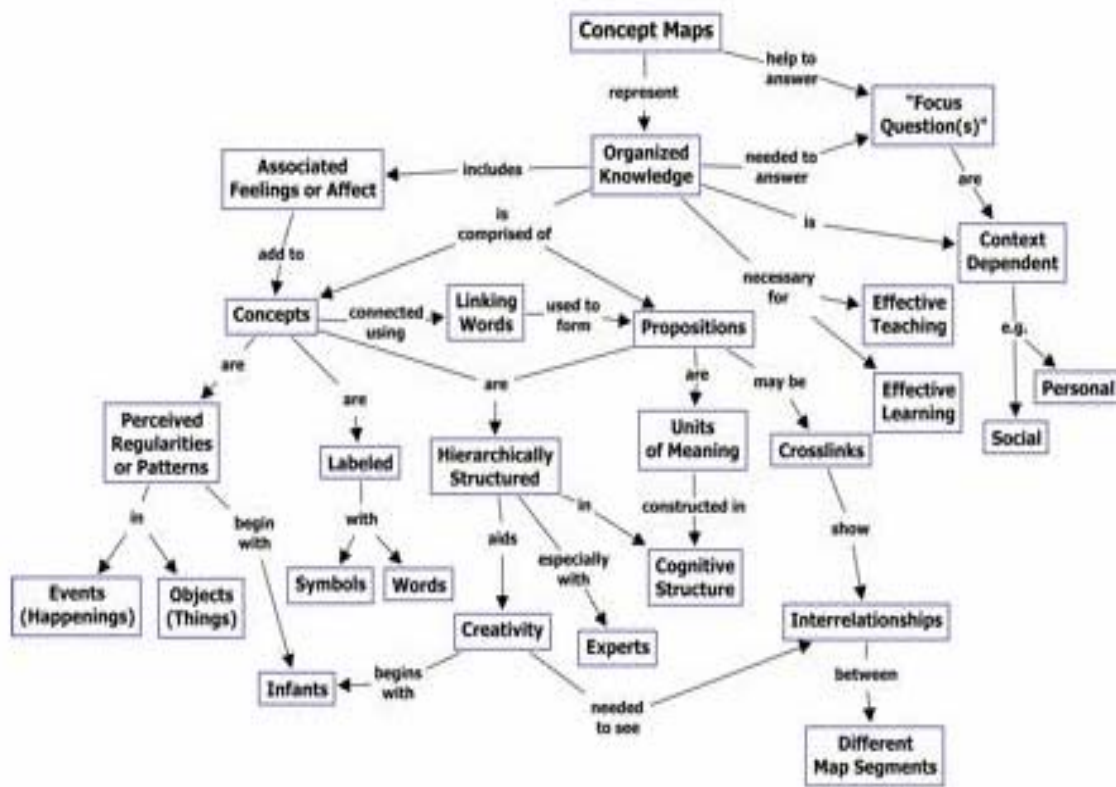 Concept Maps
help to
answer
represent
"Focus
Question(s)"
Organized
Knowledge
needed to
answer
includes
Associated
Feelings or Affect
are
is
comprised of
is
Context
Dependent
add to
necessary
for
Effective
Teaching
Concepts
connected
using
Linking
Words
used to
form
Propositions
e.g.
Personal
are
are
are
are
may be
Effective
Learning
Social
Perceived
Regularities
or Patterns
Labeled
Hierarchically
Structured
Units
of Meaning
Crosslinks
in
begin
with
with
aids
in
especially
with
constructed in
show
Events
(Happenings)
Objects
(Things)
Symbols
Words
Cognitive
Structure
Creativity
Experts
Interrelationships
Infants
begins
with
needed
to see
between
Different
Map Segments